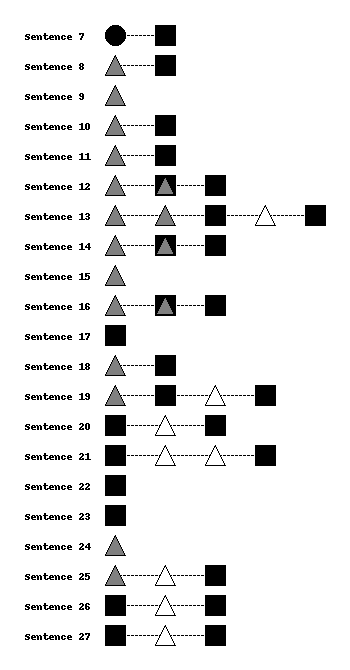 Sentence 7
Sentence 8
Sentence 9
Sentence 10
Sentence 11
Sentence 12
Sentence 13
Sentence 14
Sentence 15
Sentence 16
Sentence 17
Sentence 18
Sentence 19
Sentence 20
Sentence 21
Sentence 22
Sentence 23
Sentence 24
Sentence 25
Sentence 26
Sentence 27